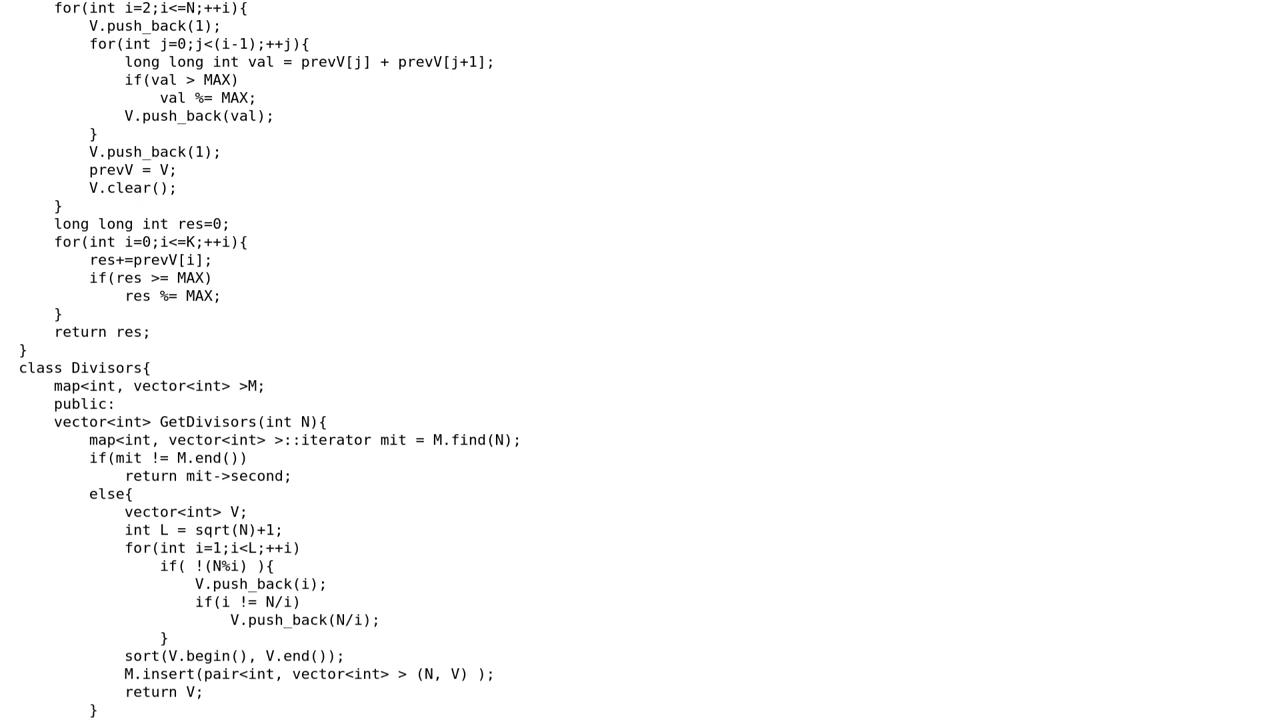 for(int i=2;i<=N;++i){
        V.push_back(1);
        for(int j=0;j<(i-1);++j){
            long long int val = prevV[j] + prevV[j+1];
            if(val > MAX)
                val %= MAX;
            V.push_back(val);
        }
        V.push_back(1);
        prevV = V;
        V.clear();
    }
    long long int res=0;
    for(int i=0;i<=K;++i){
        res+=prevV[i];
        if(res >= MAX)
            res %= MAX;
    }
    return res;
}
class Divisors{
    map<int, vector<int> >M;
    public:
    vector<int> GetDivisors(int N){
        map<int, vector<int> >::iterator mit = M.find(N);
        if(mit != M.end())
            return mit->second;
        else{
            vector<int> V;
            int L = sqrt(N)+1;
            for(int i=1;i<L;++i)
                if( !(N%i) ){
                    V.push_back(i);
                    if(i != N/i)
                        V.push_back(N/i);
                }
            sort(V.begin(), V.end());
            M.insert(pair<int, vector<int> > (N, V) );
            return V;
        }